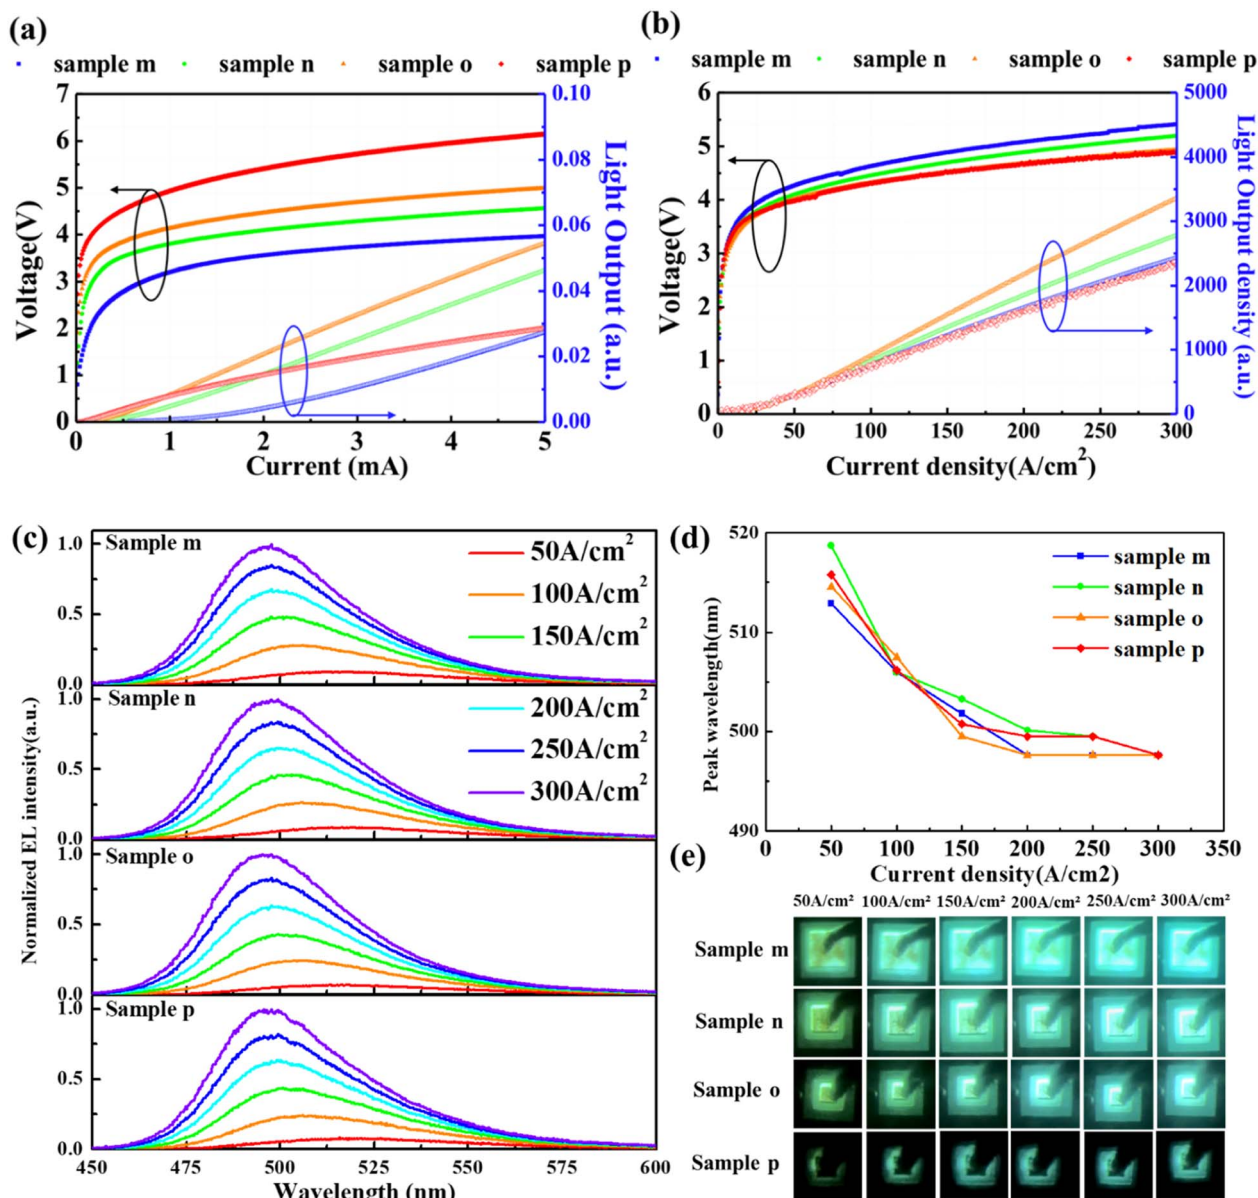 (a)
sample m sample n sample o sample p
7
6
5
4
3
2
1
0
Voltage(V)
0 1 2 3 4 5
Current (mA)
0.10
0.08
0.06
0.04
0.02
0.00
Light Output (a.u.)
(b)
sample m sample n sample o sample p
6
5
4
3
2
1
0
Voltage(V)
0 50 100 150 200 250 300
Current density(A/cm²)
5000
4000
3000
2000
1000
0
Light Output density (a.u.)
(c)
Normalized EL intensity(a.u.)
Sample m
1.0
0.5
0.0
50A/cm²
100A/cm²
150A/cm²
Sample n
1.0
0.5
0.0
200A/cm²
250A/cm²
300A/cm²
Sample o
1.0
0.5
0.0
Sample p
1.0
0.5
0.0
450 475 500 525 550 575 600
Wavelength (nm)
(d)
520
510
500
490
Peak wavelength(nm)
sample m
sample n
sample o
sample p
0 50 100 150 200 250 300 350
Current density(A/cm2)
(e)
50A/cm² 100A/cm² 150A/cm² 200A/cm² 250A/cm² 300A/cm²
Sample m
Sample n
Sample o
Sample p